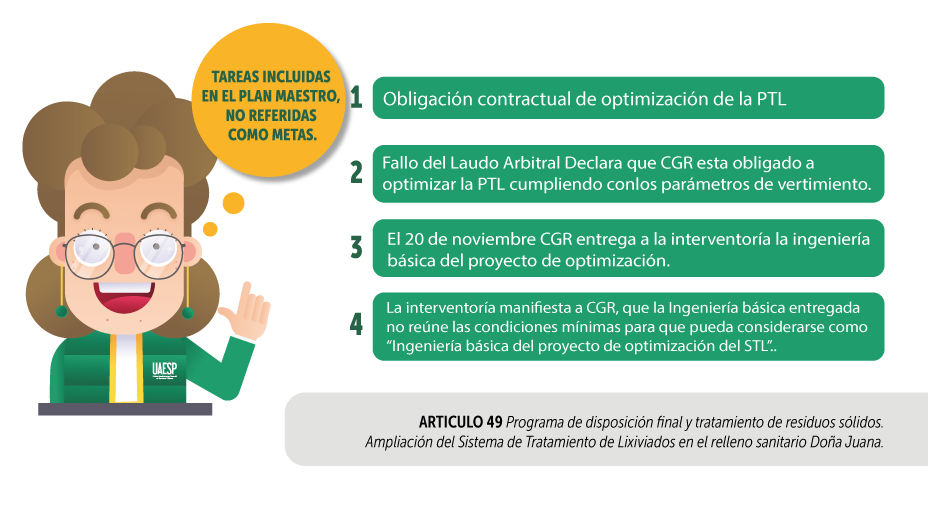 TAREAS INCLUIDAS
EN EL PLAN MAESTRO,
NO REFERIDAS
COMO METAS.
1
Obligación contractual de optimización de la PTL
2
Fallo del Laudo Arbitral Declara que CGR esta obligado a
optimizar la PTL cumpliendo conlos parámetros de vertimiento.
3
El 20 de noviembre CGR entrega a la interventoría la ingeniería
básica del proyecto de optimización.
4
La interventoría manifiesta a CGR, que la Ingeniería básica entregada
no reúne las condiciones mínimas para que pueda considerarse como
“Ingeniería básica del proyecto de optimización del STL”..
UAESP
ARTICULO 49 Programa de disposición final y tratamiento de residuos sólidos.
Ampliación del Sistema de Tratamiento de Lixiviados en el relleno sanitario Doña Juana.